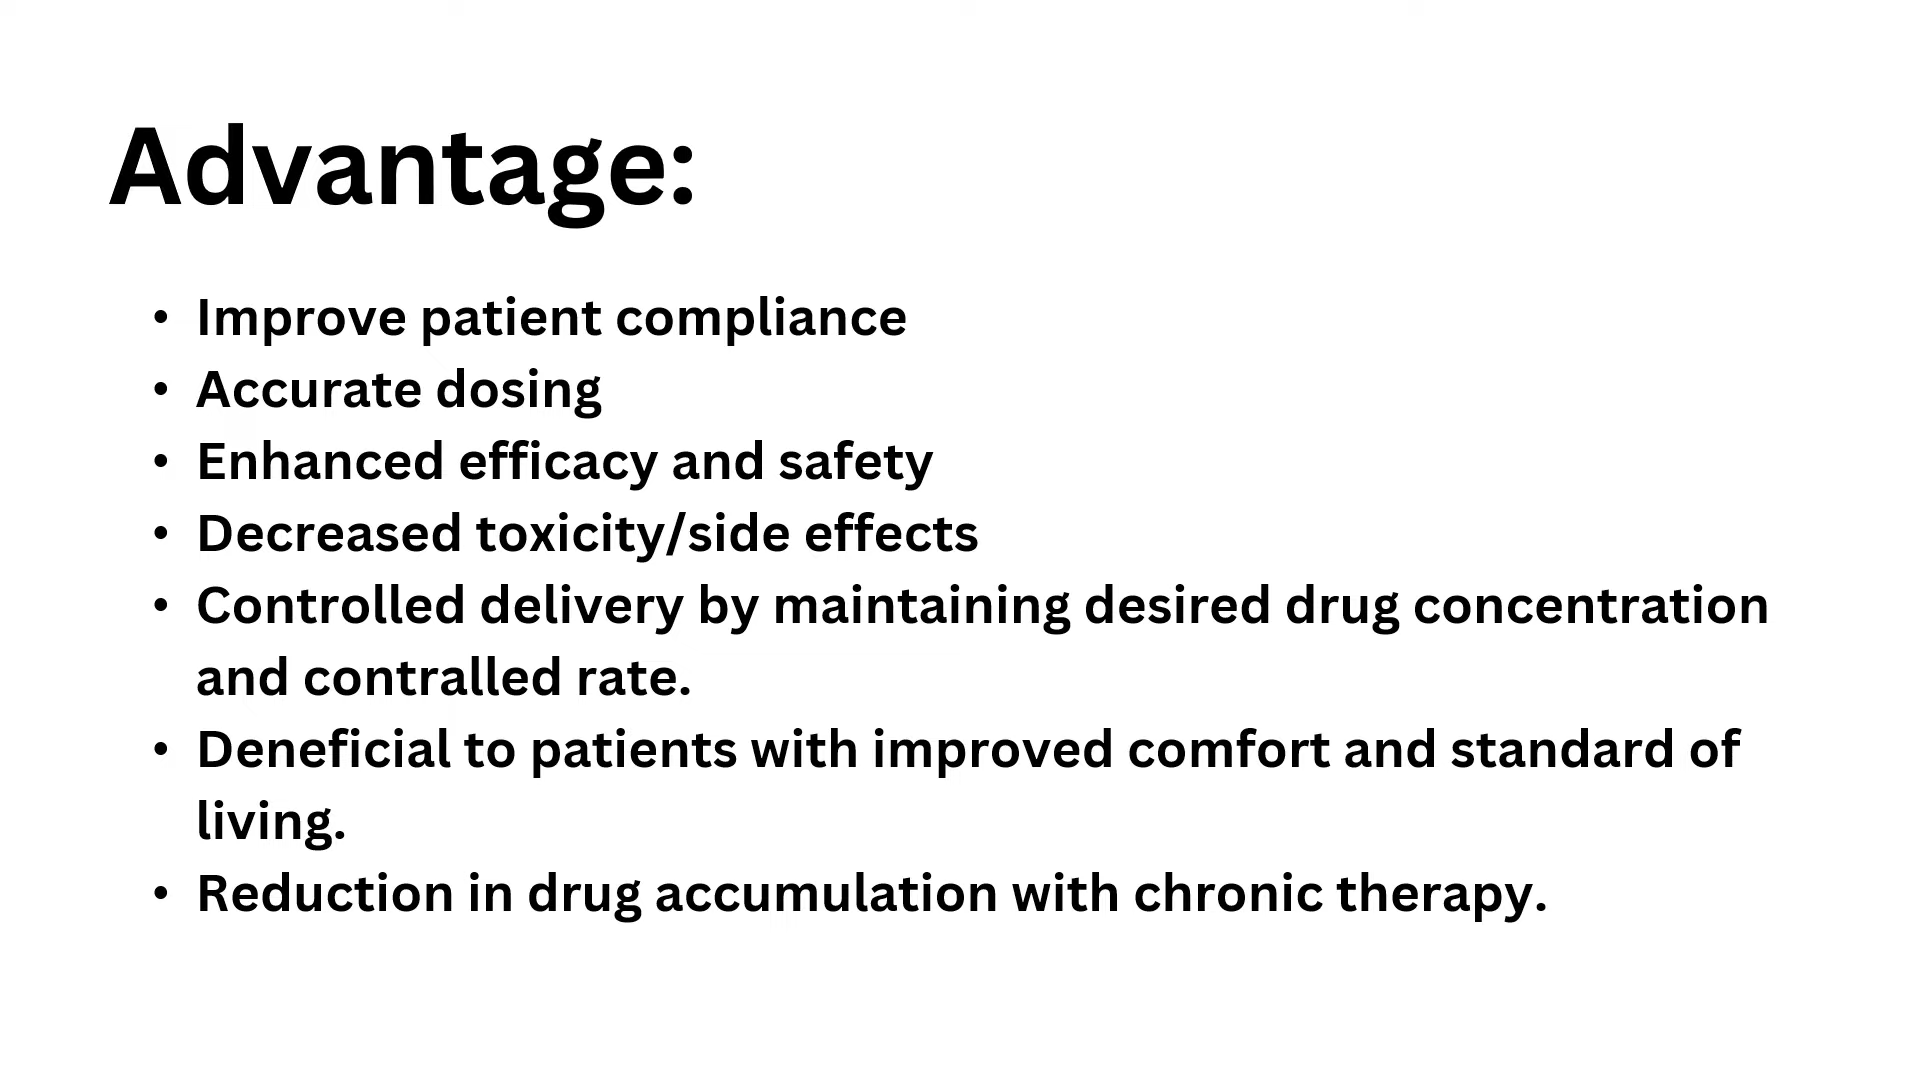 Advantage:
• Improve patient compliance
• Accurate dosing
• Enhanced efficacy and safety
• Decreased toxicity/side effects
• Controlled delivery by maintaining desired drug concentration
and contralled rate.
• Deneficial to patients with improved comfort and standard of
living.
• Reduction in drug accumulation with chronic therapy.